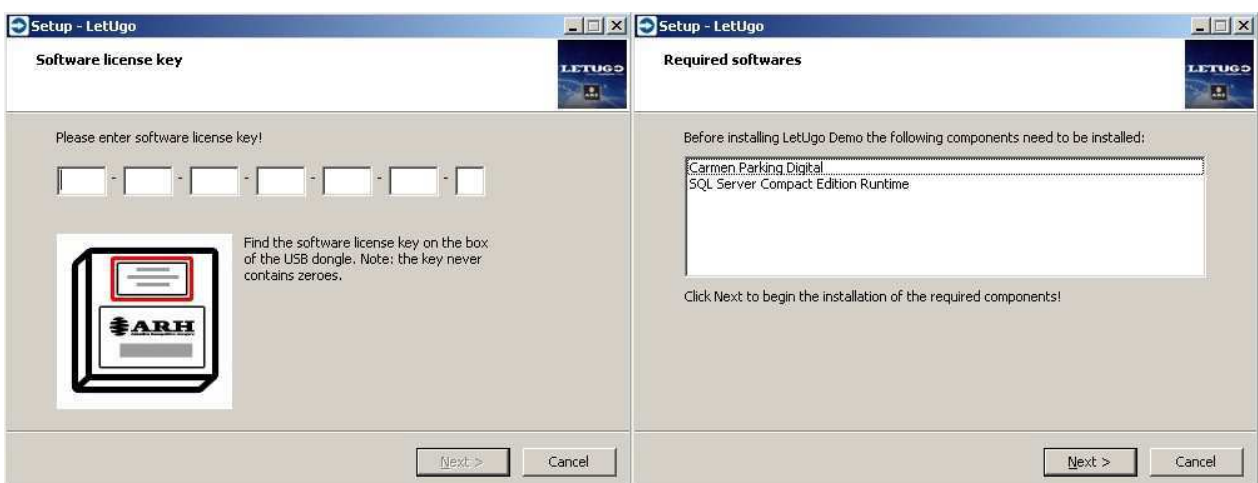 Setup - LetUgo
Software license key
LETUGO
Please enter software license key!
- - - - - -
Find the software license key on the box
of the USB dongle. Note: the key never
contains zeroes.
ARH
Next >
Cancel
Setup - LetUgo
Required softwares
LETUGO
Before installing LetUgo Demo the following components need to be installed:
Carmen Parking Digital
SQL Server Compact Edition Runtime
Click Next to begin the installation of the required components!
Next >
Cancel